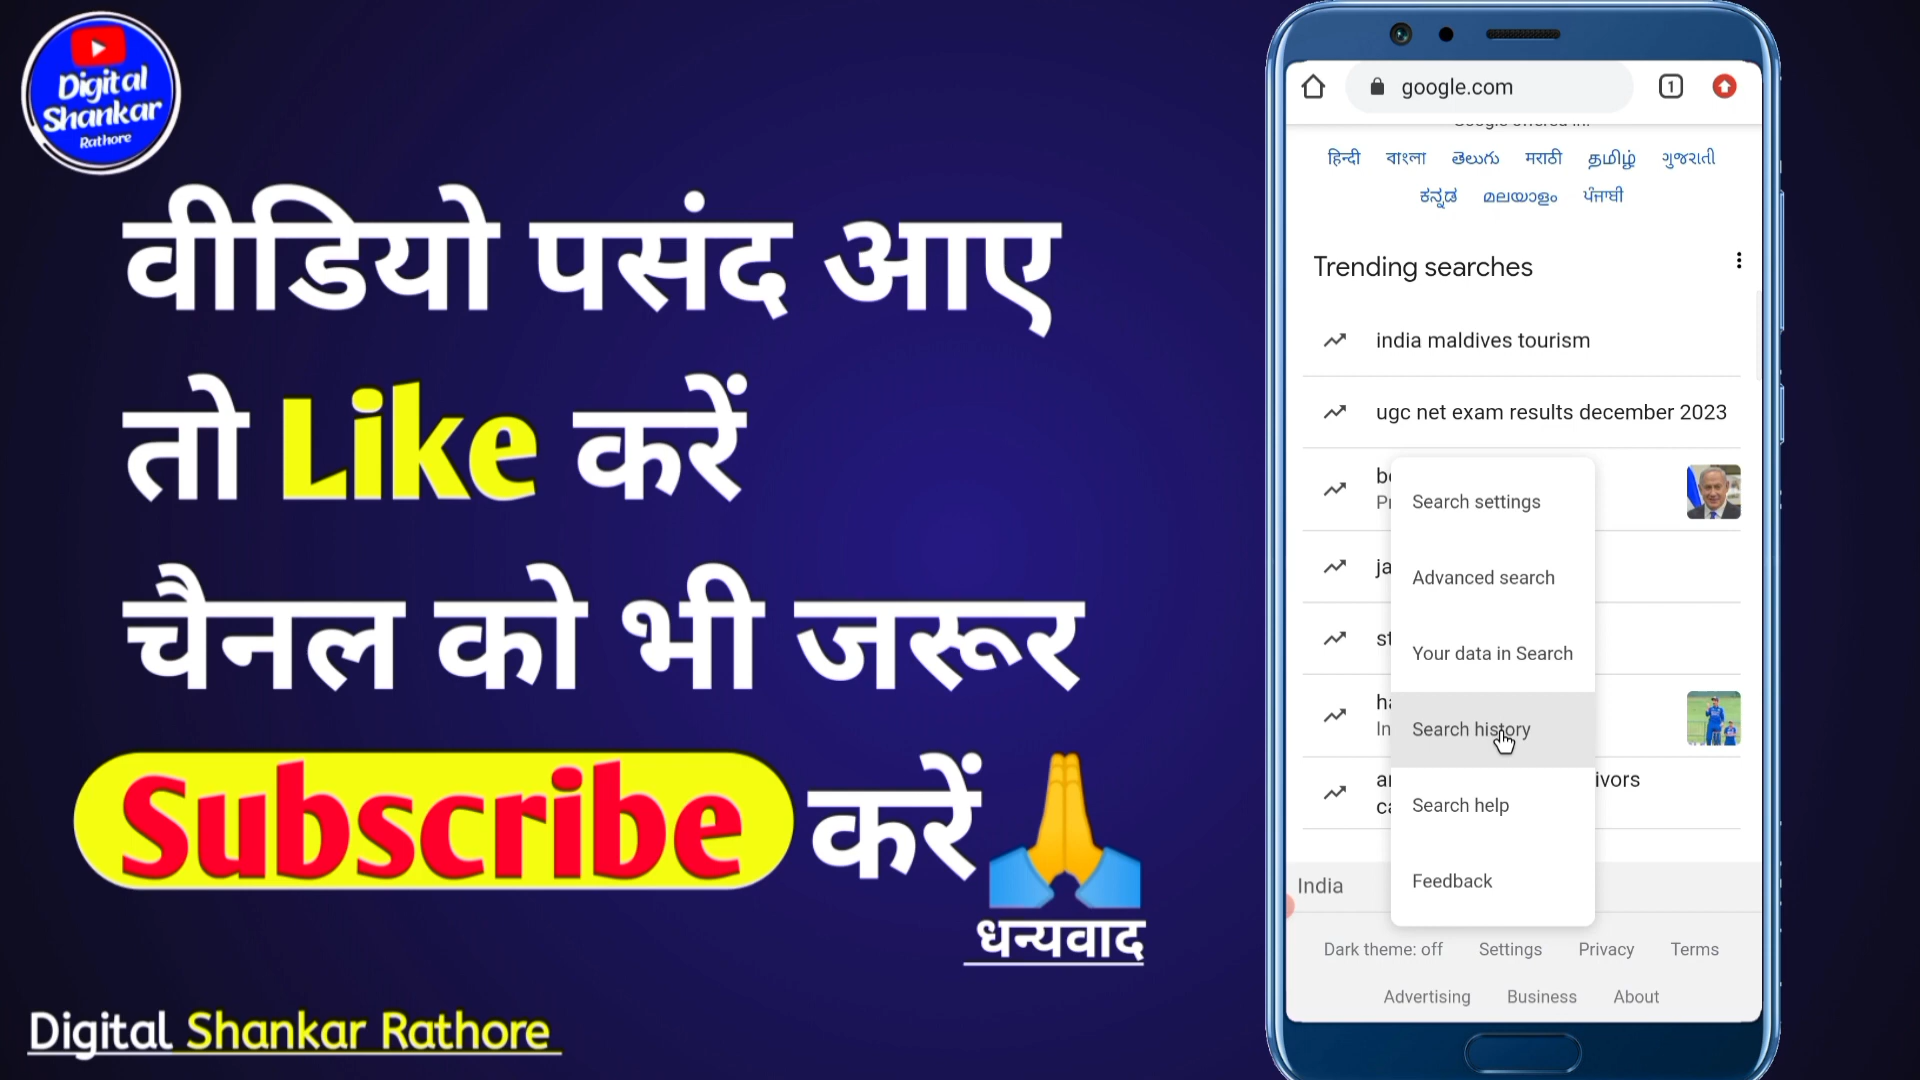 Digital
Shankar
Rathore
वीडियो पसंद आए
तो Like करें
चैनल को भी जरूर
Subscribe करें
धन्यवाद
Digital Shankar Rathore
google.com
1
हिन्दी বাংলা తెలుగు मराठी தமிழ் ગુજરાતી
ಕನ್ನಡ മലയാളം ਪੰਜਾਬੀ
Trending searches
india maldives tourism
ugc net exam results december 2023
Search settings
Advanced search
Your data in Search
Search history
Search help
Feedback
India
Dark theme: off Settings Privacy Terms
Advertising Business About